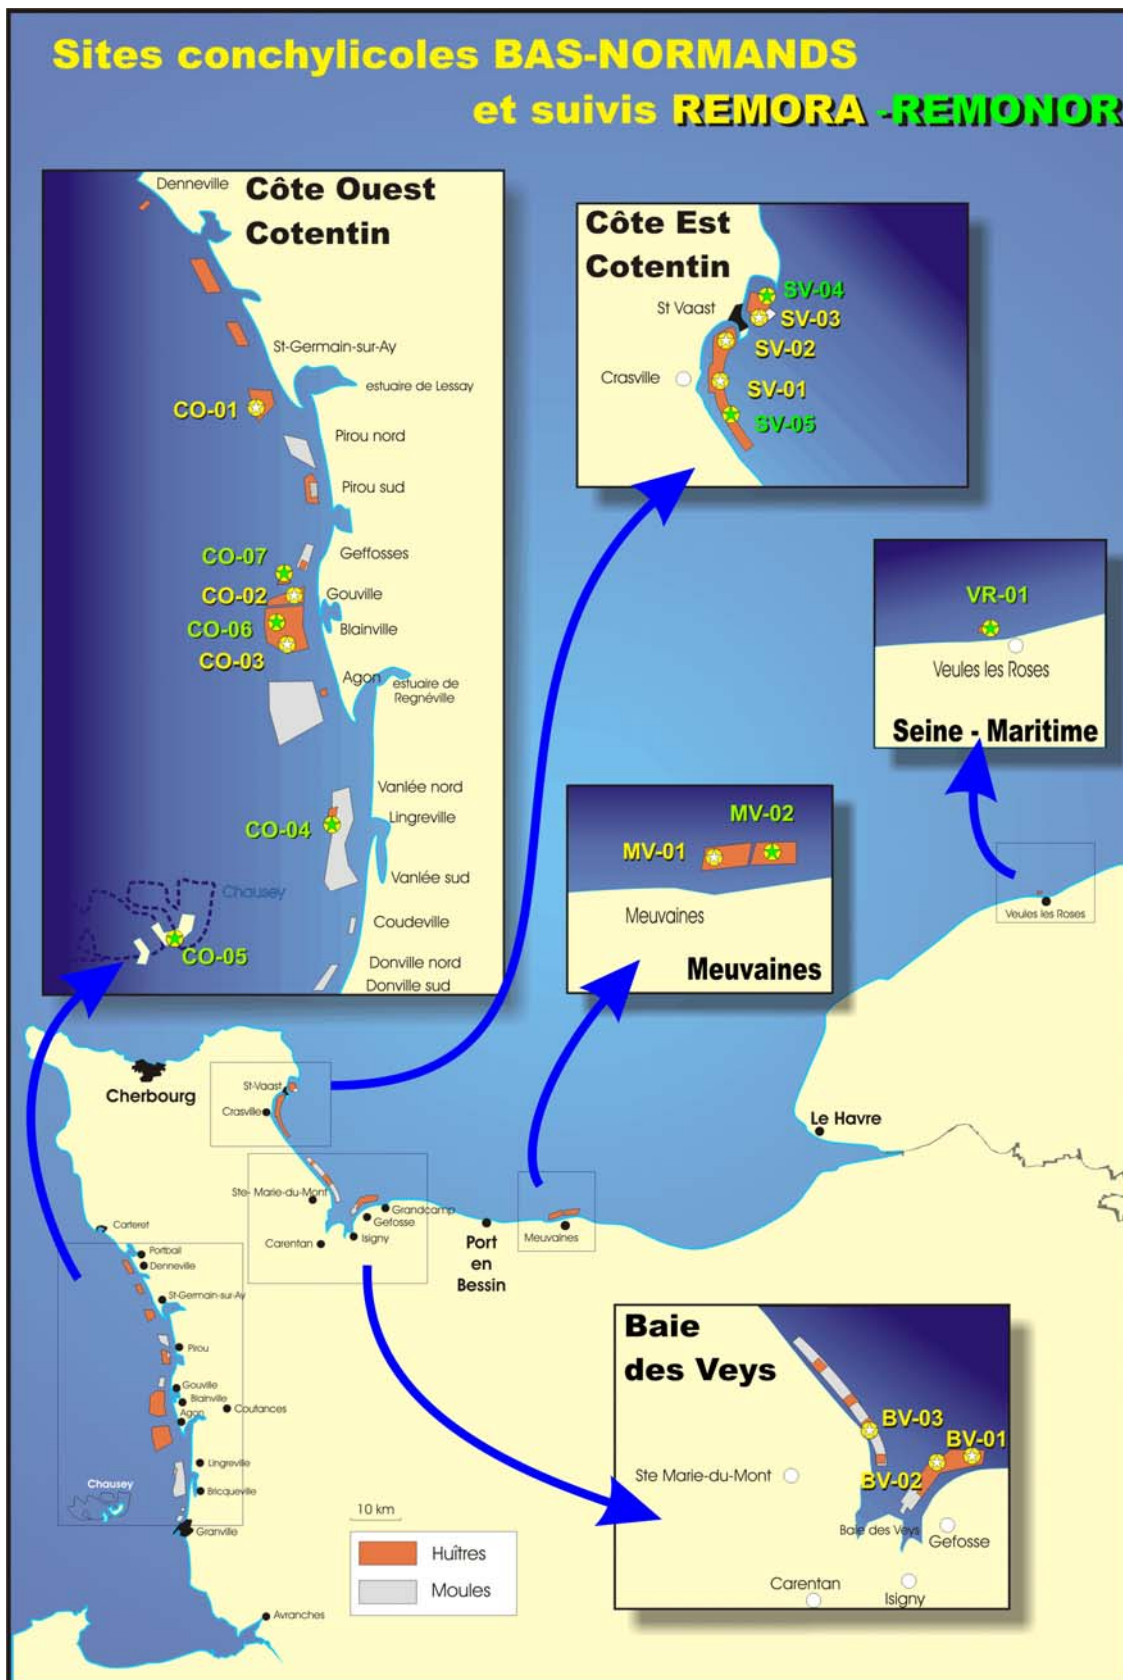 Sites conchylicoles BAS-NORMANDS
et suivis REMORA -REMONOR
Côte Ouest
Cotentin
Denneville
St-Germain-sur-Ay
estuaire de Lessay
CO-01
Pirou nord
Pirou sud
Geffosses
CO-07
CO-02
Gouville
CO-06
Blainville
CO-03
Agon
estuaire de
Regnéville
Vanlée nord
Lingreville
CO-04
Vanlée sud
Chausey
Coudeville
CO-05
Donville nord
Donville sud
Côte Est
Cotentin
SV-04
St Vaast
SV-03
SV-02
Crasville
SV-01
SV-05
VR-01
Veules les Roses
Seine - Maritime
MV-02
MV-01
Meuvaines
Meuvaines
Veules les Roses
Cherbourg
St-Vaast
Crasville
Le Havre
Ste- Marie-du-Mont
Grandcamp
Gefosse
Isigny
Carentan
Port
en
Bessin
Meuvaines
Carteret
Portbail
Denneville
St-Germain-sur-Ay
Pirou
Gouville
Blainville
Agon
Coutances
Lingreville
Chausey
Bricqueville
Granville
Avranches
10 km
Huîtres
Moules
Baie
des Veys
BV-03
BV-01
BV-02
Ste Marie-du-Mont
Baie des Veys
Gefosse
Carentan
Isigny